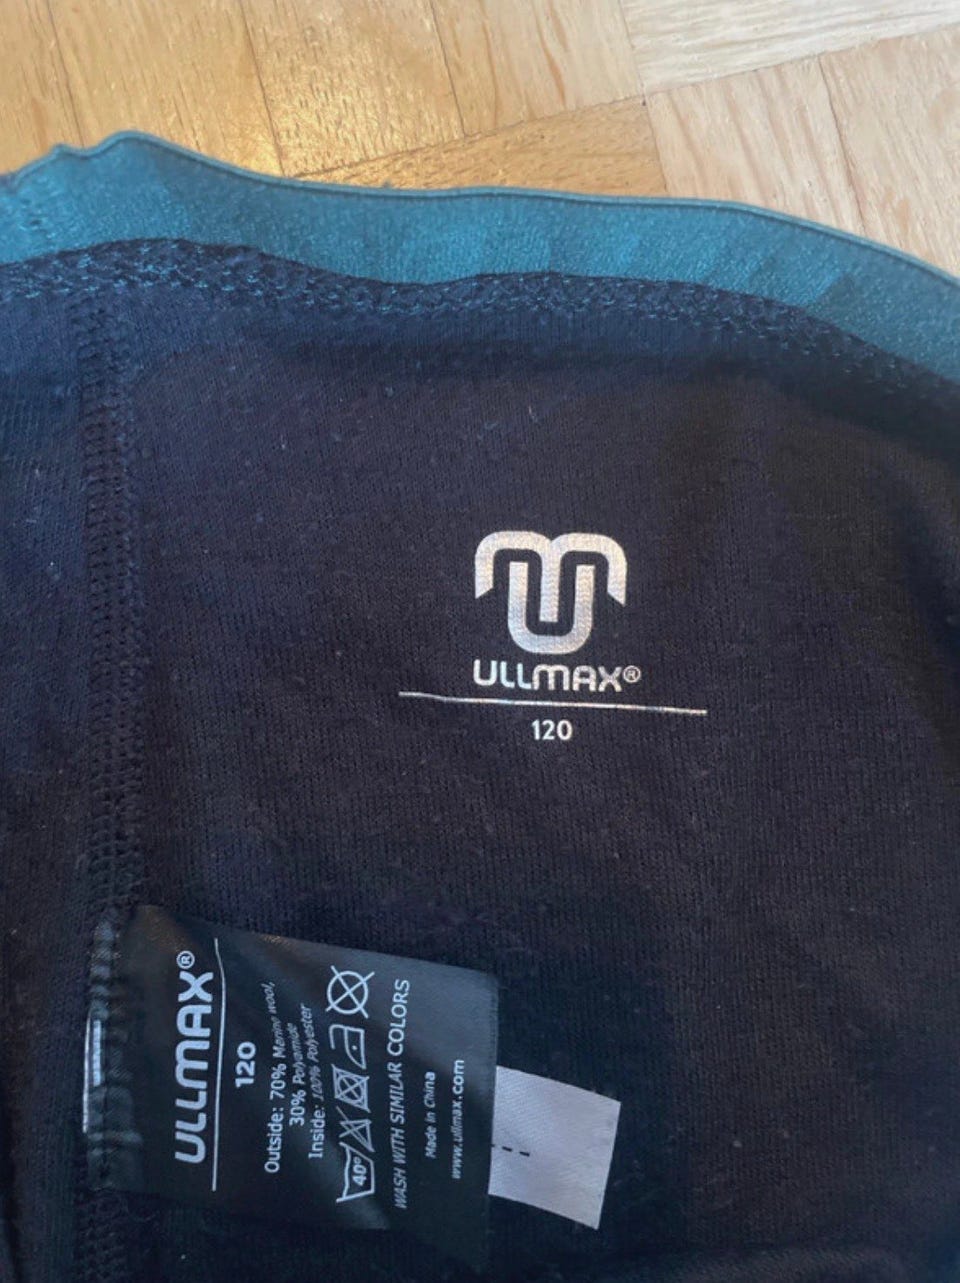 ULLMAX®
120
ULLMAX®
120
Outside: 70% Merino wool,
30% Polyamide
Inside: 100% Polyester
40°
WASH WITH SIMILAR COLORS
Made in China
www.ullmax.com